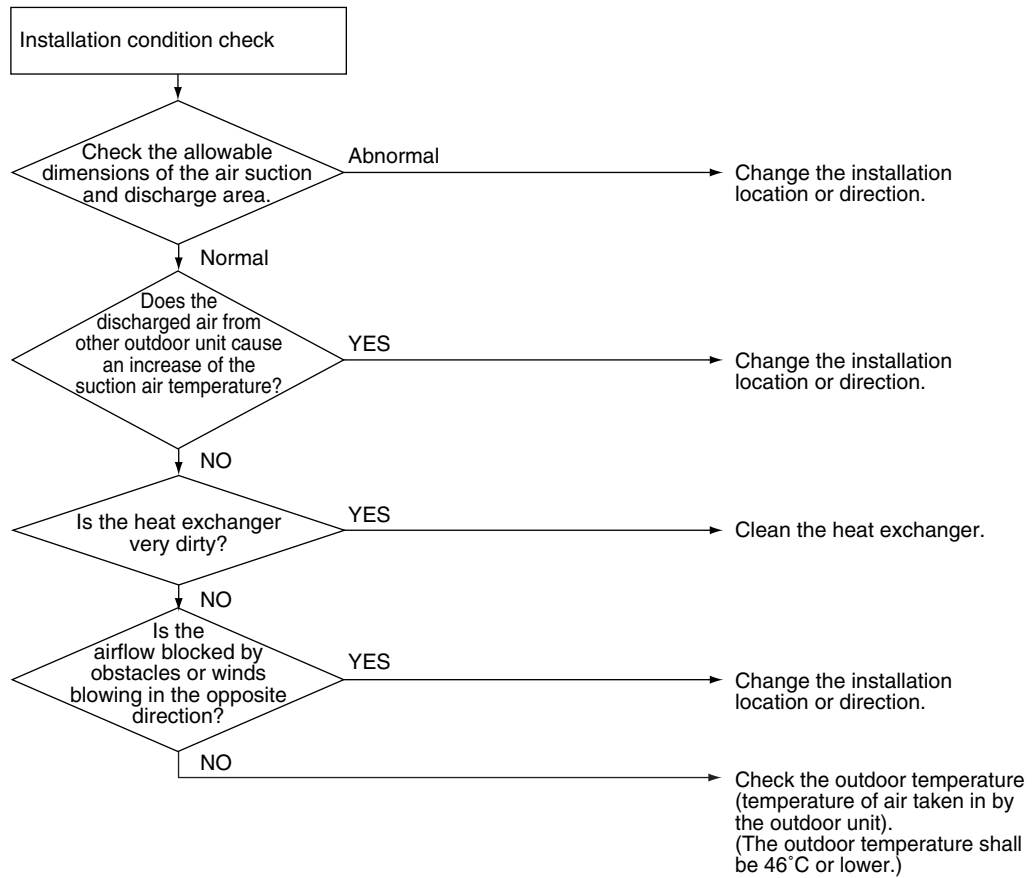 Installation condition check
Check the allowable
dimensions of the air suction
and discharge area.
Abnormal
Change the installation
location or direction.
Normal
Does the
discharged air from
other outdoor unit cause
an increase of the
suction air temperature?
YES
Change the installation
location or direction.
NO
Is the heat exchanger
very dirty?
YES
Clean the heat exchanger.
NO
Is the
airflow blocked by
obstacles or winds
blowing in the opposite
direction?
YES
Change the installation
location or direction.
NO
Check the outdoor temperature
(temperature of air taken in by
the outdoor unit).
(The outdoor temperature shall
be 46˚C or lower.)